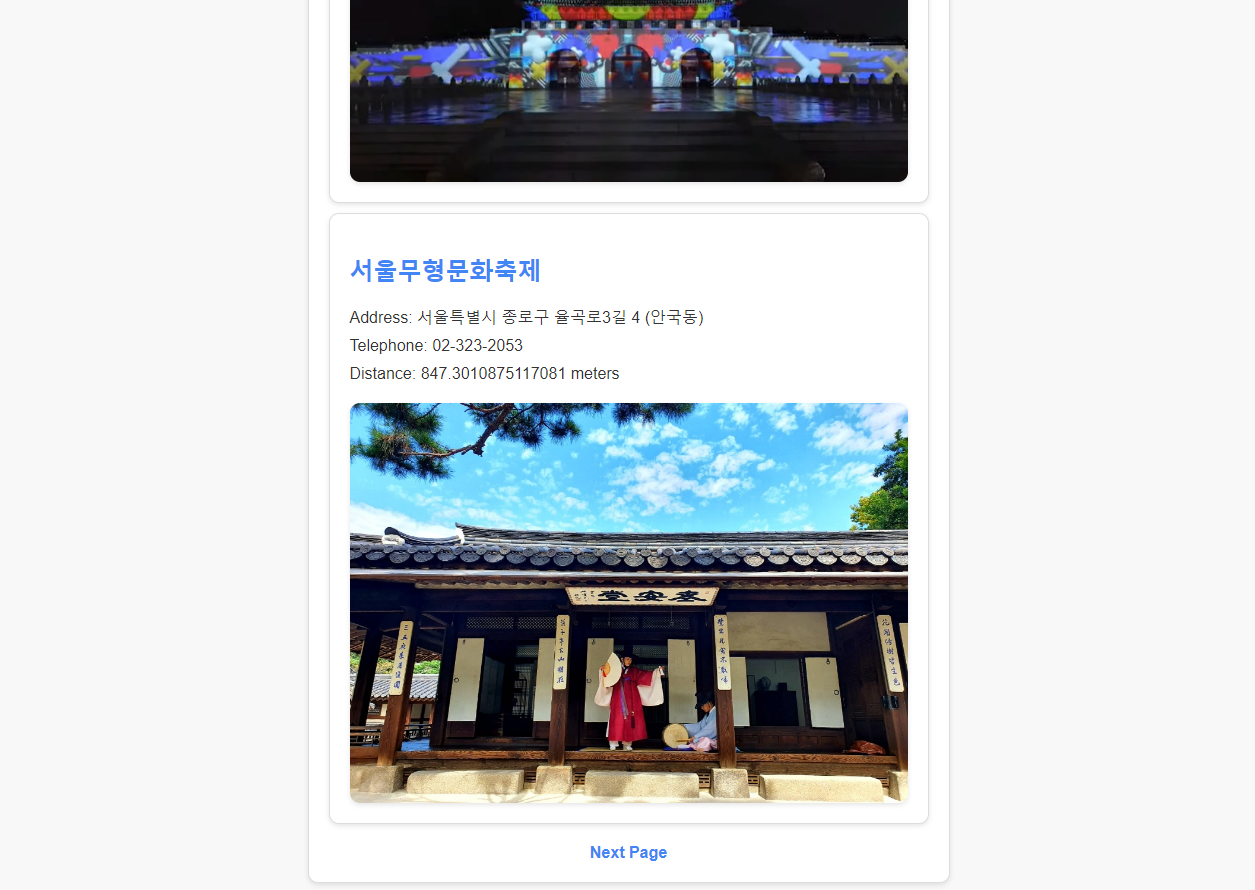 서울무형문화축제
Address: 서울특별시 종로구 율곡로3길 4 (안국동)
Telephone: 02-323-2053
Distance: 847.3010875117081 meters
Next Page